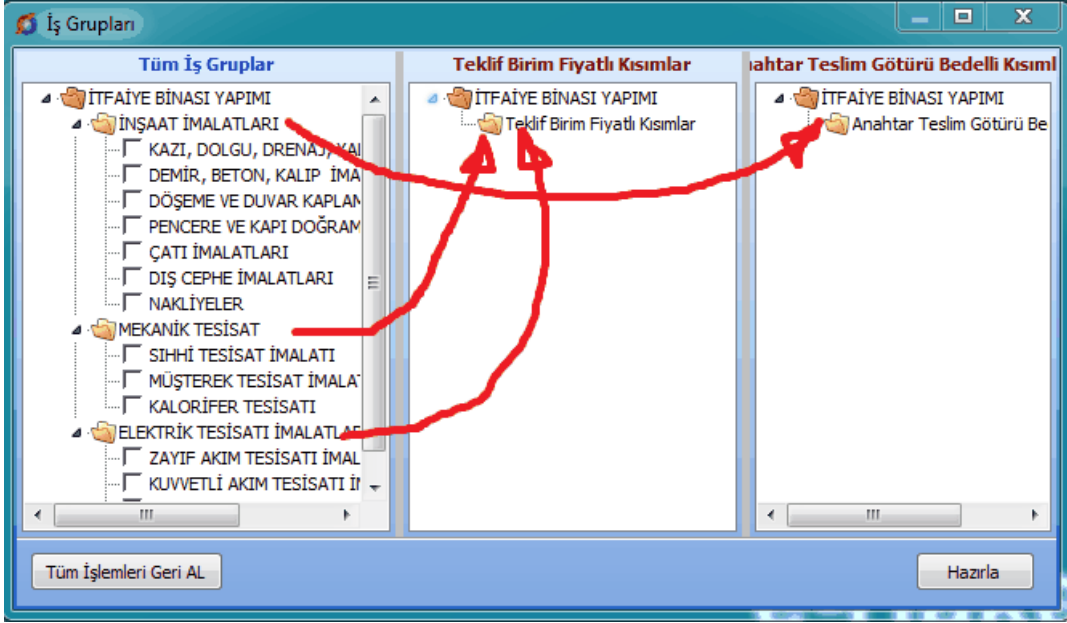 İş Grupları
Tüm İş Gruplar
İTFAİYE BİNASI YAPIMI
İNŞAAT İMALATLARI
KAZI, DOLGU, DRENAJ,
DEMİR, BETON, KALIP İMA
DÖŞEME VE DUVAR KAPLAM
PENCERE VE KAPI DOĞRAM
ÇATI İMALATLARI
DIŞ CEPHE İMALATLARI
NAKLİYELER
MEKANİK TESİSAT
SIHHİ TESİSAT İMALATI
MÜŞTEREK TESİSAT İMALA
KALORİFER TESİSATI
ELEKTRİK TESİSATI İMALATLAR
ZAYIF AKIM TESİSATI İMAL
KUVVETLİ AKIM TESİSATI İ
Teklif Birim Fiyatlı Kısımlar
İTFAİYE BİNASI YAPIMI
Teklif Birim Fiyatlı Kısımlar
nahtar Teslim Götürü Bedelli Kısıml
İTFAİYE BİNASI YAPIMI
Anahtar Teslim Götürü Be
Tüm İşlemleri Geri AL
Hazırla